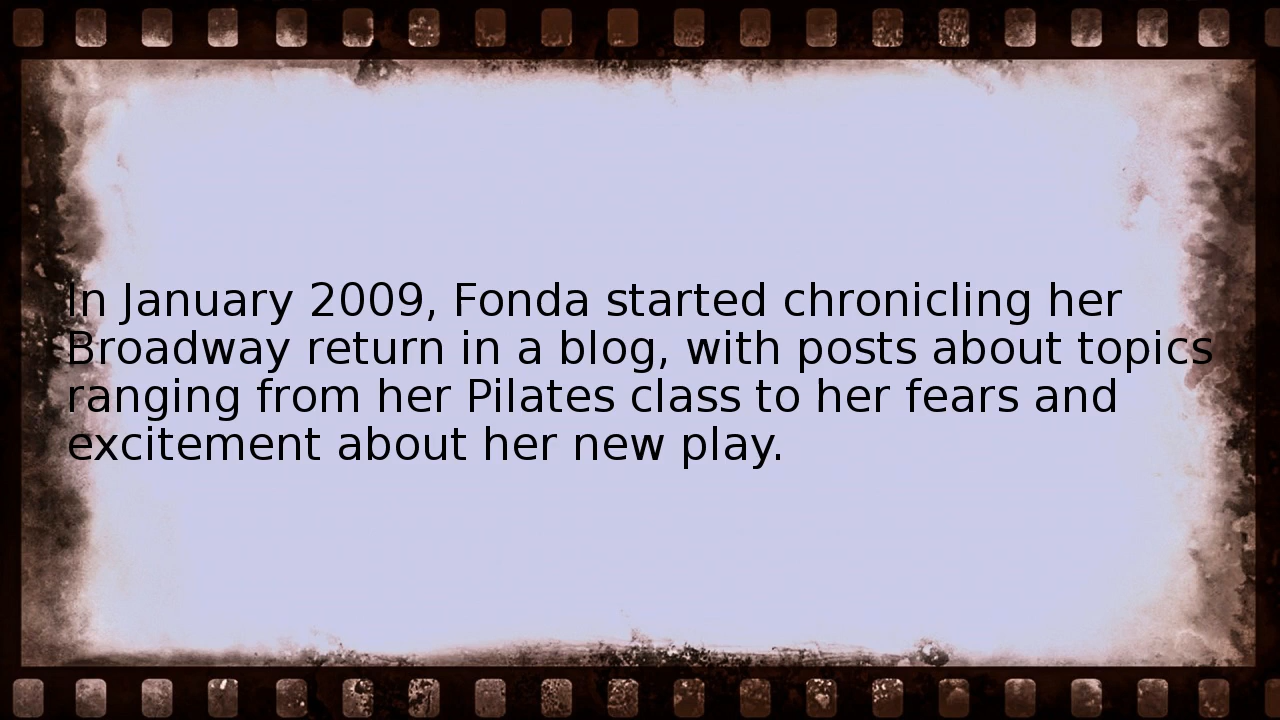 In January 2009, Fonda started chronicling her
Broadway return in a blog, with posts about topics
ranging from her Pilates class to her fears and
excitement about her new play.